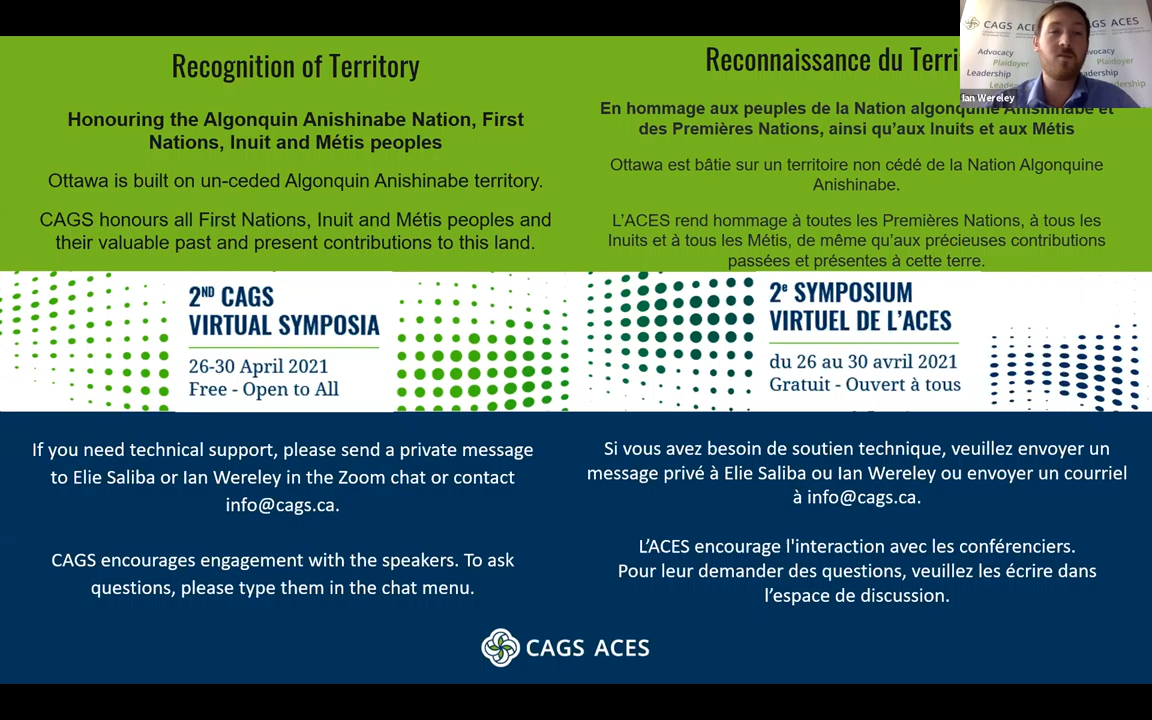 Recognition of Territory
Honouring the Algonquin Anishinabe Nation, First
Nations, Inuit and Métis peoples
Ottawa is built on un-ceded Algonquin Anishinabe territory.
CAGS honours all First Nations, Inuit and Métis peoples and
their valuable past and present contributions to this land.
Reconnaissance du Terri
En hommage aux peuples de la Nation algonquine Anishinabe et
des Premières Nations, ainsi qu'aux Inuits et aux Métis
Ottawa est bâtie sur un territoire non cédé de la Nation Algonquine
Anishinabe.
L'ACES rend hommage à toutes les Premières Nations, à tous les
Inuits et à tous les Métis, de même qu'aux précieuses contributions
passées et présentes à cette terre.
CAGS ACES
AGS ACES
Advocacy
Plaidoyer
Leadership
Leade
vocacy
Plaidoyer
eadership
dership
Ian Wereley
2ND CAGS
VIRTUAL SYMPOSIA
26-30 April 2021
Free - Open to All
2e SYMPOSIUM
VIRTUEL DE L'ACES
du 26 au 30 avril 2021
Gratuit - Ouvert à tous
If you need technical support, please send a private message
to Elie Saliba or Ian Wereley in the Zoom chat or contact
info@cags.ca.
CAGS encourages engagement with the speakers. To ask
questions, please type them in the chat menu.
Si vous avez besoin de soutien technique, veuillez envoyer un
message privé à Elie Saliba ou Ian Wereley ou envoyer un courriel
à info@cags.ca.
L'ACES encourage l'interaction avec les conférenciers.
Pour leur demander des questions, veuillez les écrire dans
l'espace de discussion.
CAGS ACES